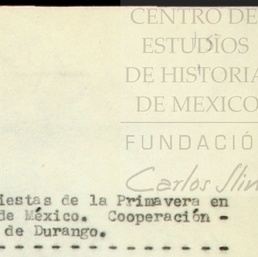 CENTRO DE
ESTUDIOS
DE HISTORIA
DE MEXICO
FUNDACIÓ
Carlos Slim
iestas de la Primavera en
de México. Cooperación -
de Durango.
- - - - - - - - - - - - - - -